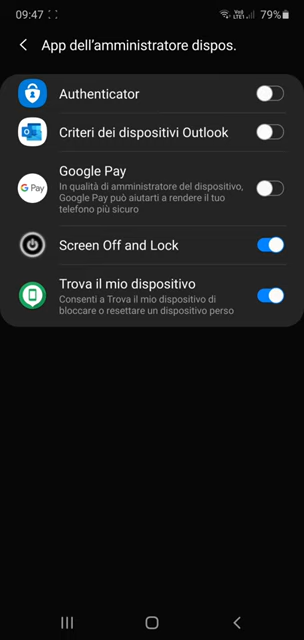 09:47
79%
App dell'amministratore dispos.
Authenticator
Criteri dei dispositivi Outlook
G Pay
Google Pay
In qualità di amministratore del dispositivo,
Google Pay può aiutarti a rendere il tuo
telefono più sicuro
Screen Off and Lock
Trova il mio dispositivo
Consenti a Trova il mio dispositivo di
bloccare o resettare un dispositivo perso